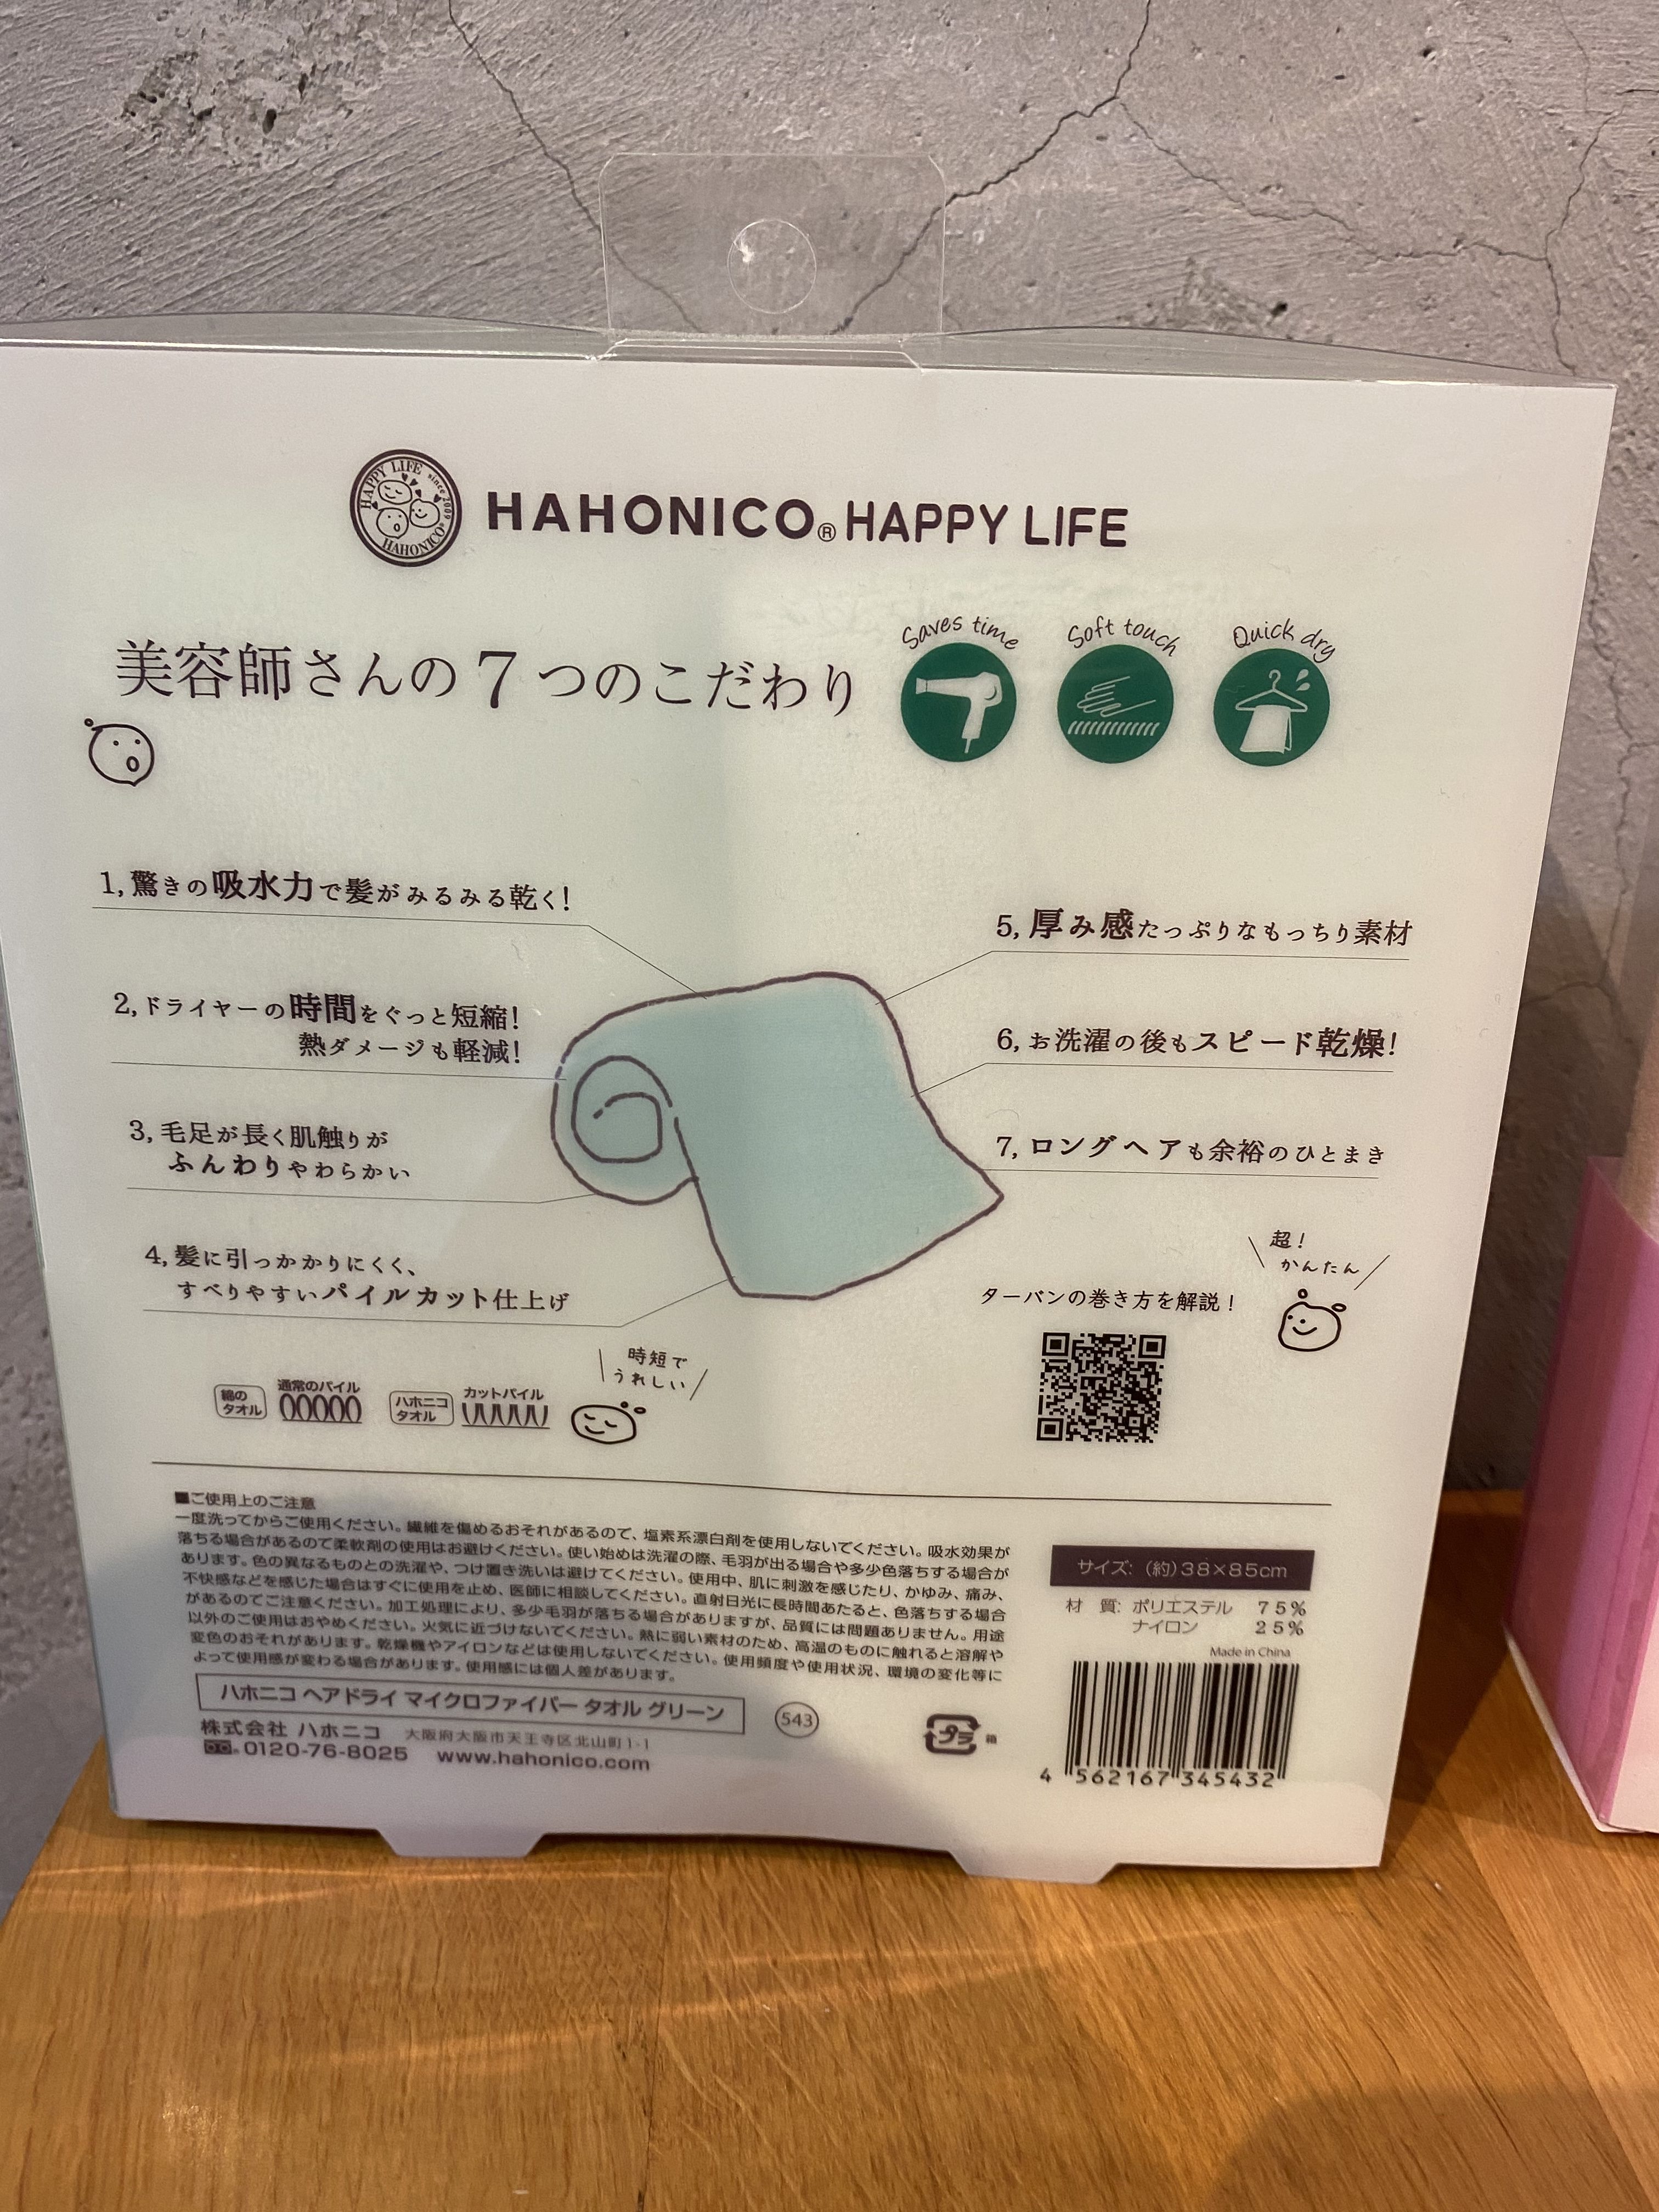 HAPPY LIFE since 2009 HAHONICO
HAHONICO® HAPPY LIFE
美容師さんの7つのこだわり
Saves time
Soft touch
Quick dry
1, 驚きの吸水力で髪がみるみる乾く!
2, ドライヤーの時間をぐっと短縮!
熱ダメージも軽減!
3, 毛足が長く肌触りが
ふんわりやわらかい
4, 髪に引っかかりにくく、
すべりやすいパイルカット仕上げ
5, 厚み感たっぷりなもっちり素材
6, お洗濯の後もスピード乾燥!
7, ロングヘアも余裕のひとまき
綿の
タオル
通常のパイル
ハホニコ
タオル
カットパイル
時短で
うれしい
ターバンの巻き方を解説!
超!
かんたん
■ご使用上のご注意
一度洗ってからご使用ください。繊維を傷めるおそれがあるので、塩素系漂白剤を使用しないでください。吸水効果が
落ちる場合があるので柔軟剤の使用はお避けください。使い始めは洗濯の際、毛羽が出る場合や多少色落ちする場合が
あります。色の異なるものとの洗濯や、つけ置き洗いは避けてください。使用中、肌に刺激を感じたり、かゆみ、痛み、
不快感などを感じた場合はすぐに使用を止め、医師に相談してください。直射日光に長時間あたると、色落ちする場合
があるのでご注意ください。加工処理により、多少毛羽が落ちる場合がありますが、品質には問題ありません。用途
以外のご使用はおやめください。火気に近づけないでください。熱に弱い素材のため、高温のものに触れると溶解や
変色のおそれがあります。乾燥機やアイロンなどは使用しないでください。使用頻度や使用状況、環境の変化等に
よって使用感が変わる場合があります。使用感には個人差があります。
ハホニコ ヘアドライ マイクロファイバー タオル グリーン
543
株式会社 ハホニコ 大阪府大阪市天王寺区北山町1-1
0120-76-8025 www.hahonico.com
プラ
箱
サイズ:(約)38×85cm
材 質: ポリエステル 75%
ナイロン 25%
Made in China
4 562167 345432